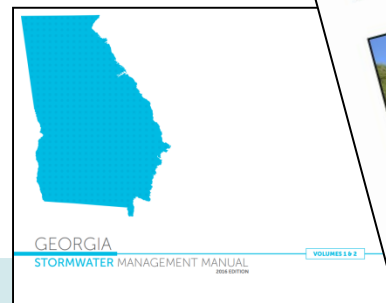 GEORGIA
STORMWATER MANAGEMENT MANUAL
2016 EDITION
VOLUMES 1 & 2